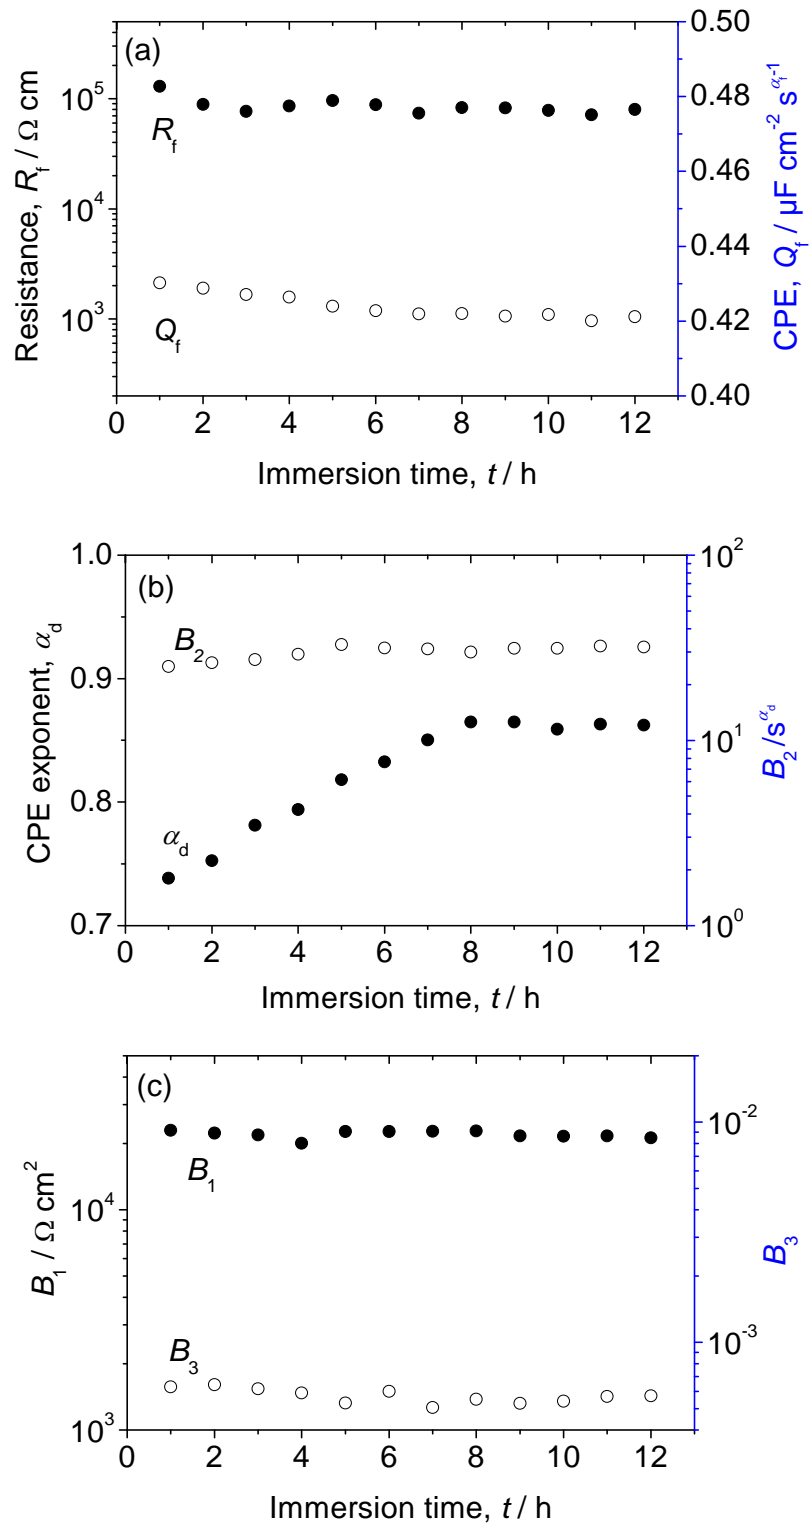 (a)
Resistance, R_f / Ω cm
10^5
10^4
10^3
R_f
Q_f
0.50
0.48
0.46
0.44
0.42
0.40
CPE, Q_f / µF cm^-2 s^α_f-1
0 2 4 6 8 10 12
Immersion time, t / h
(b)
CPE exponent, α_d
1.0
0.9
0.8
0.7
B_2
α_d
10^2
10^1
10^0
B_2/s^α_d
0 2 4 6 8 10 12
Immersion time, t / h
(c)
B_1 / Ω cm^2
10^4
10^3
B_1
B_3
10^-2
10^-3
B_3
0 2 4 6 8 10 12
Immersion time, t / h